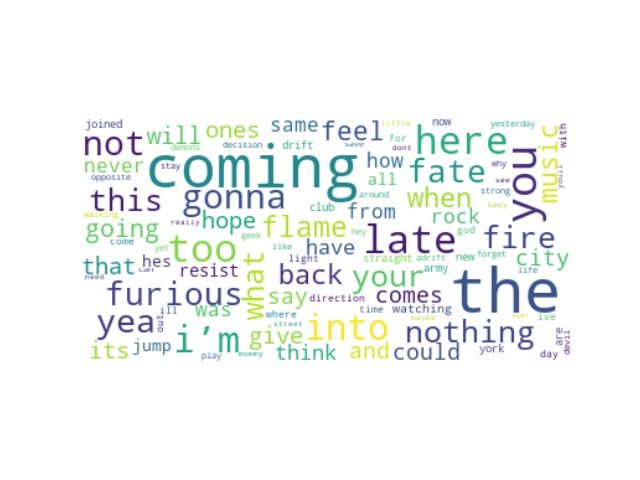 joined
not
will
ones
same
feel
now
for
here
yesterday
with
little
demons
decision
drift
dont
never
stay
coming
how
fate
why
you
music
opposite
all
see
strong
this
gonna
around
when
baby
walking
hope
club
from
rock
going
really
flame
hey
late
god
fire
come
yet
too
geek
like
have
that
hes
resist
what
light
straight
adrift
new
forget
city
need
can
back
your
army
life
the
furious
say
direction
comes
ill
was
where
time
watching
yea
out
i'm
give
street
into
maybe
nothing
ive
are
devil
its
jump
play
mommy
think
and
could
york
day